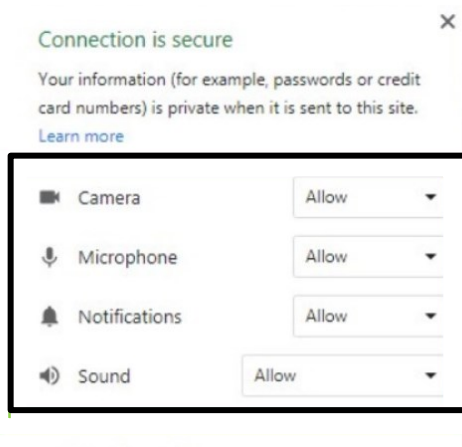 Connection is secure
Your information (for example, passwords or credit
card numbers) is private when it is sent to this site.
Learn more
Camera Allow
Microphone Allow
Notifications Allow
Sound Allow